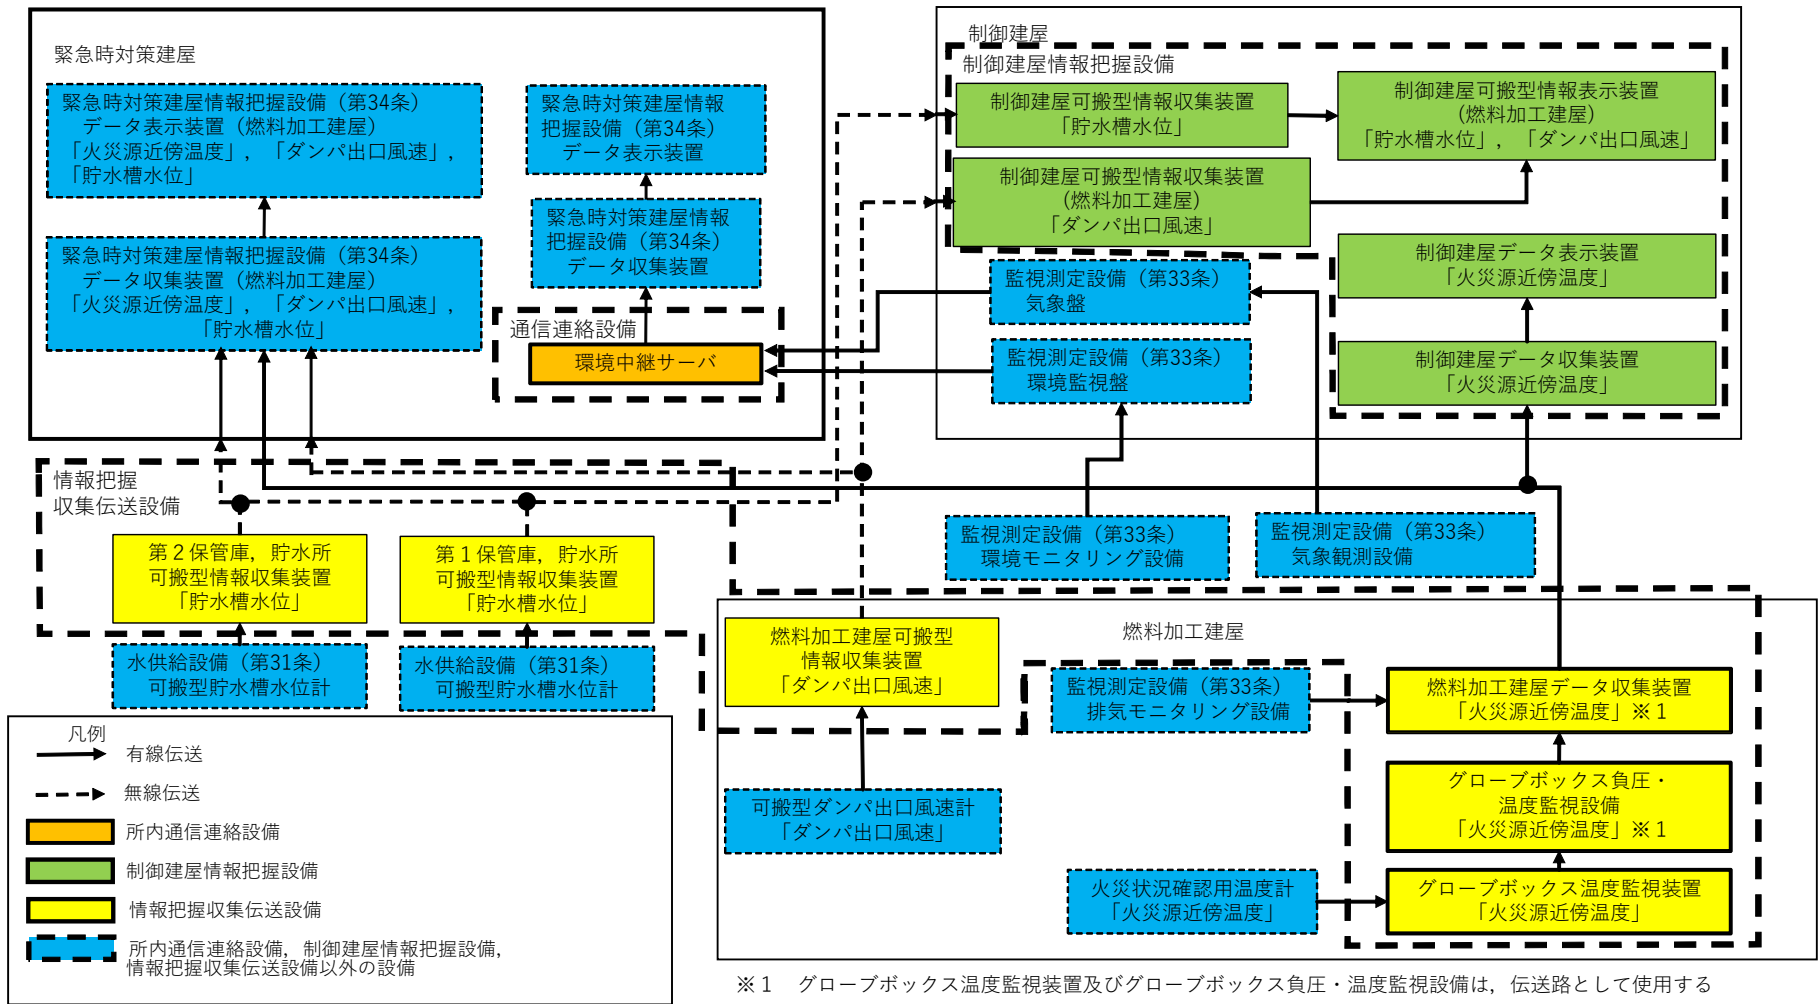 緊急時対策建屋
緊急時対策建屋情報把握設備（第34条）
データ表示装置（燃料加工建屋）
「火災源近傍温度」，「ダンパ出口風速」，
「貯水槽水位」
緊急時対策建屋情報
把握設備（第34条）
データ表示装置
緊急時対策建屋情報把握設備（第34条）
データ収集装置（燃料加工建屋）
「火災源近傍温度」，「ダンパ出口風速」，
「貯水槽水位」
緊急時対策建屋情報
把握設備（第34条）
データ収集装置
通信連絡設備
環境中継サーバ
制御建屋
制御建屋情報把握設備
制御建屋可搬型情報収集装置
「貯水槽水位」
制御建屋可搬型情報表示装置
(燃料加工建屋)
「貯水槽水位」，「ダンパ出口風速」
制御建屋可搬型情報収集装置
(燃料加工建屋)
「ダンパ出口風速」
制御建屋データ表示装置
「火災源近傍温度」
監視測定設備（第33条）
気象盤
制御建屋データ収集装置
「火災源近傍温度」
監視測定設備（第33条）
環境監視盤
情報把握
収集伝送設備
第２保管庫，貯水所
可搬型情報収集装置
「貯水槽水位」
第１保管庫，貯水所
可搬型情報収集装置
「貯水槽水位」
監視測定設備（第33条）
環境モニタリング設備
監視測定設備（第33条）
気象観測設備
水供給設備（第31条）
可搬型貯水槽水位計
水供給設備（第31条）
可搬型貯水槽水位計
燃料加工建屋
燃料加工建屋可搬型
情報収集装置
「ダンパ出口風速」
監視測定設備（第33条）
排気モニタリング設備
燃料加工建屋データ収集装置
「火災源近傍温度」※１
可搬型ダンパ出口風速計
「ダンパ出口風速」
グローブボックス負圧・
温度監視設備
「火災源近傍温度」※１
火災状況確認用温度計
「火災源近傍温度」
グローブボックス温度監視装置
「火災源近傍温度」
凡例
有線伝送
無線伝送
所内通信連絡設備
制御建屋情報把握設備
情報把握収集伝送設備
所内通信連絡設備，制御建屋情報把握設備，
情報把握収集伝送設備以外の設備
※１　グローブボックス温度監視装置及びグローブボックス負圧・温度監視設備は，伝送路として使用する